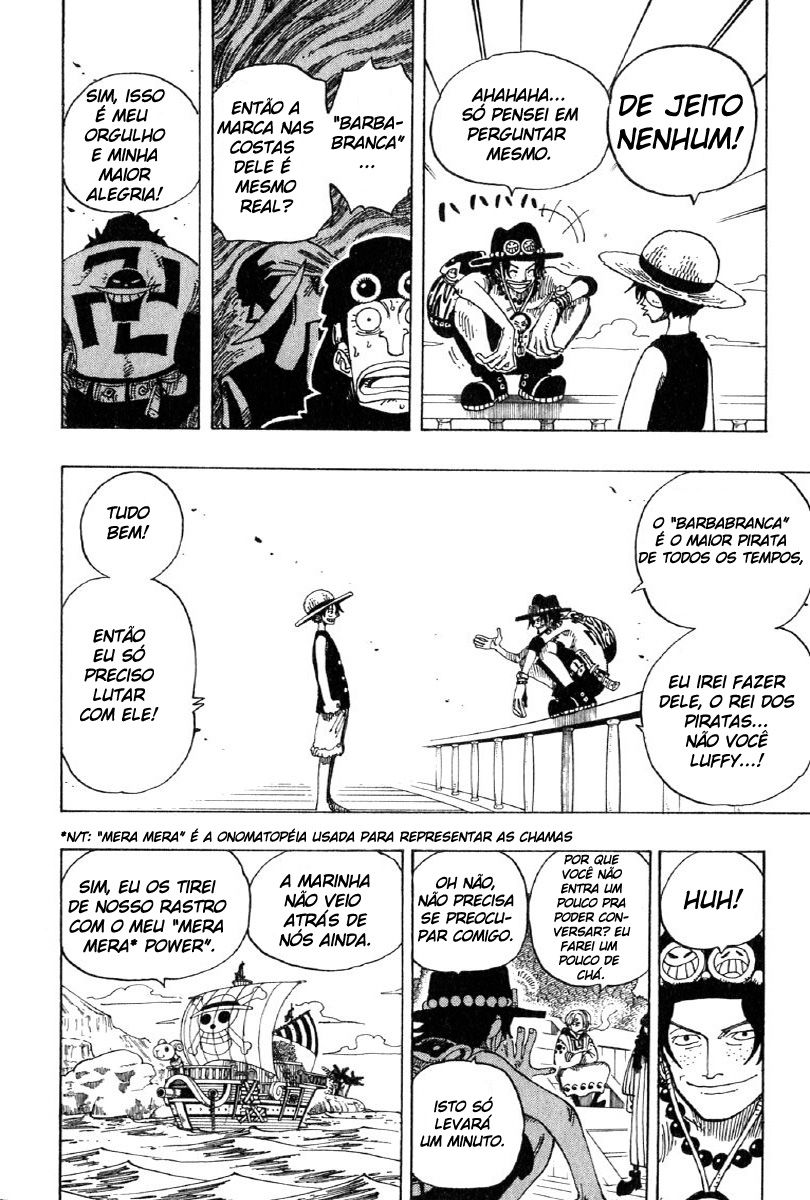 DE JEITO
NENHUM!
AHAHAHA...
SÓ PENSEI EM
PERGUNTAR
MESMO.
"BARBA-
BRANCA"
...
ENTÃO A
MARCA NAS
COSTAS
DELE É
MESMO
REAL?
SIM, ISSO
É MEU
ORGULHO
E MINHA
MAIOR
ALEGRIA!
O "BARBABRANCA"
É O MAIOR PIRATA
DE TODOS OS TEMPOS,
EU IREI FAZER
DELE, O REI DOS
PIRATAS...
NÃO VOCÊ
LUFFY...!
TUDO
BEM!
ENTÃO
EU SÓ
PRECISO
LUTAR
COM ELE!
*N/T: "MERA MERA" É A ONOMATOPÉIA USADA PARA REPRESENTAR AS CHAMAS
HUH!
POR QUE
VOCÊ NÃO
ENTRA UM
POUCO PRA
PODER CON-
VERSAR? EU
FAREI UM
POUCO DE
CHÁ.
OH NÃO,
NÃO PRECISA
SE PREOCU-
PAR COMIGO.
ISTO SÓ
LEVARÁ
UM MINUTO.
A MARINHA
NÃO VEIO
ATRÁS DE
NÓS AINDA.
SIM, EU OS TIREI
DE NOSSO RASTRO
COM O MEU "MERA
MERA* POWER".